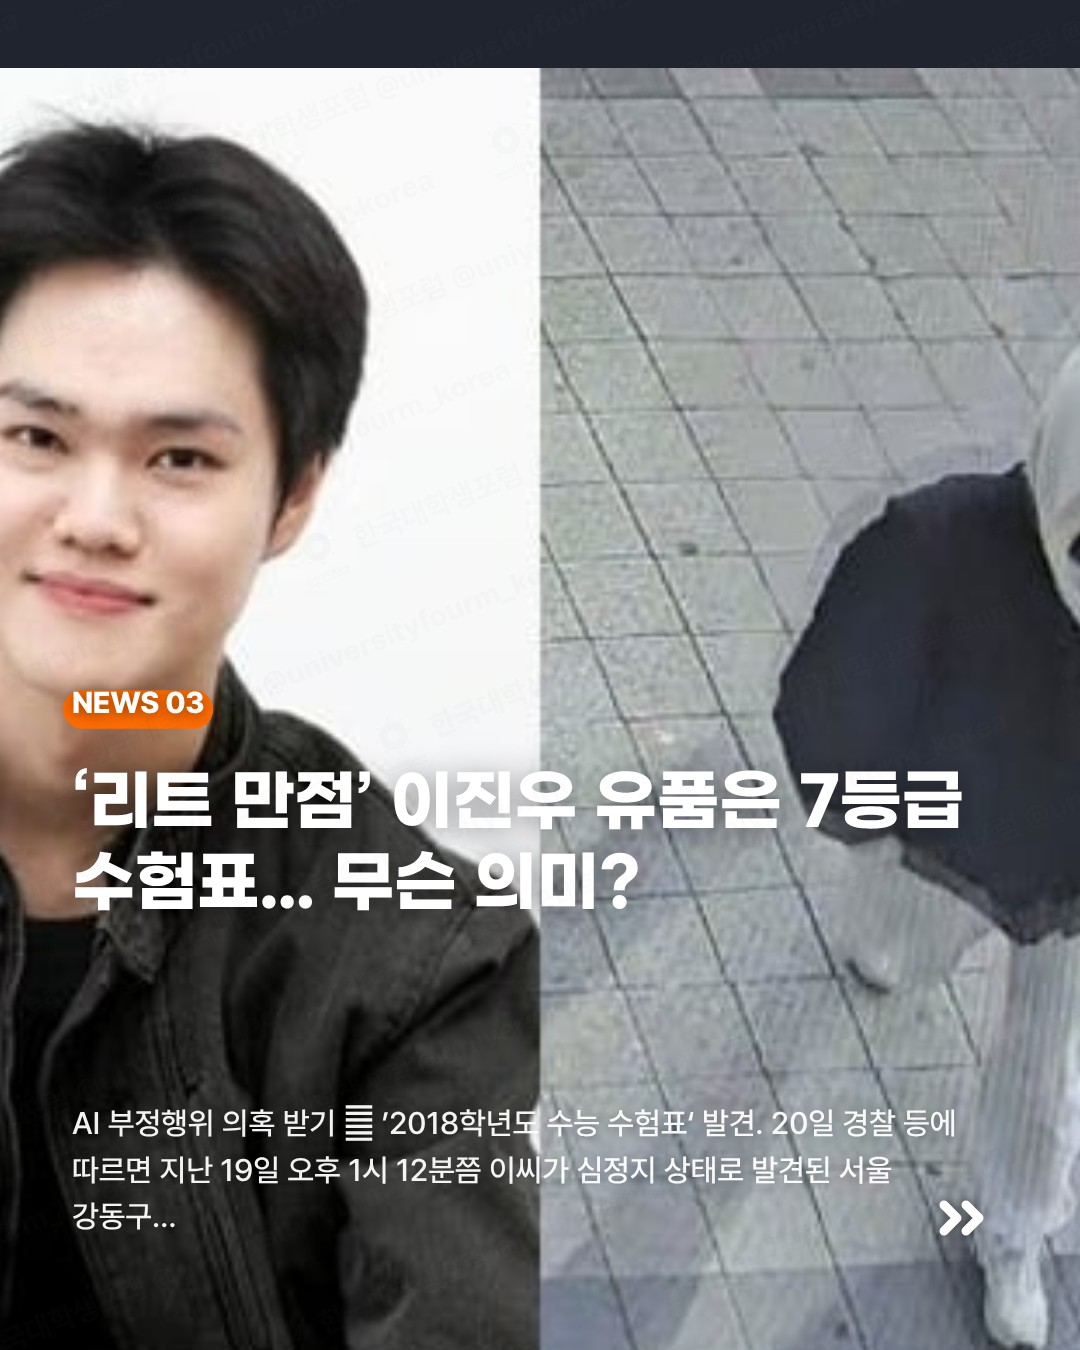 NEWS 03
‘리트 만점’ 이진우 유품은 7등급
수험표... 무슨 의미?
AI 부정행위 의혹 받기 ䷀ ’2018학년도 수능 수험표‘ 발견. 20일 경찰 등에
따르면 지난 19일 오후 1시 12분쯤 이씨가 심정지 상태로 발견된 서울
강동구...